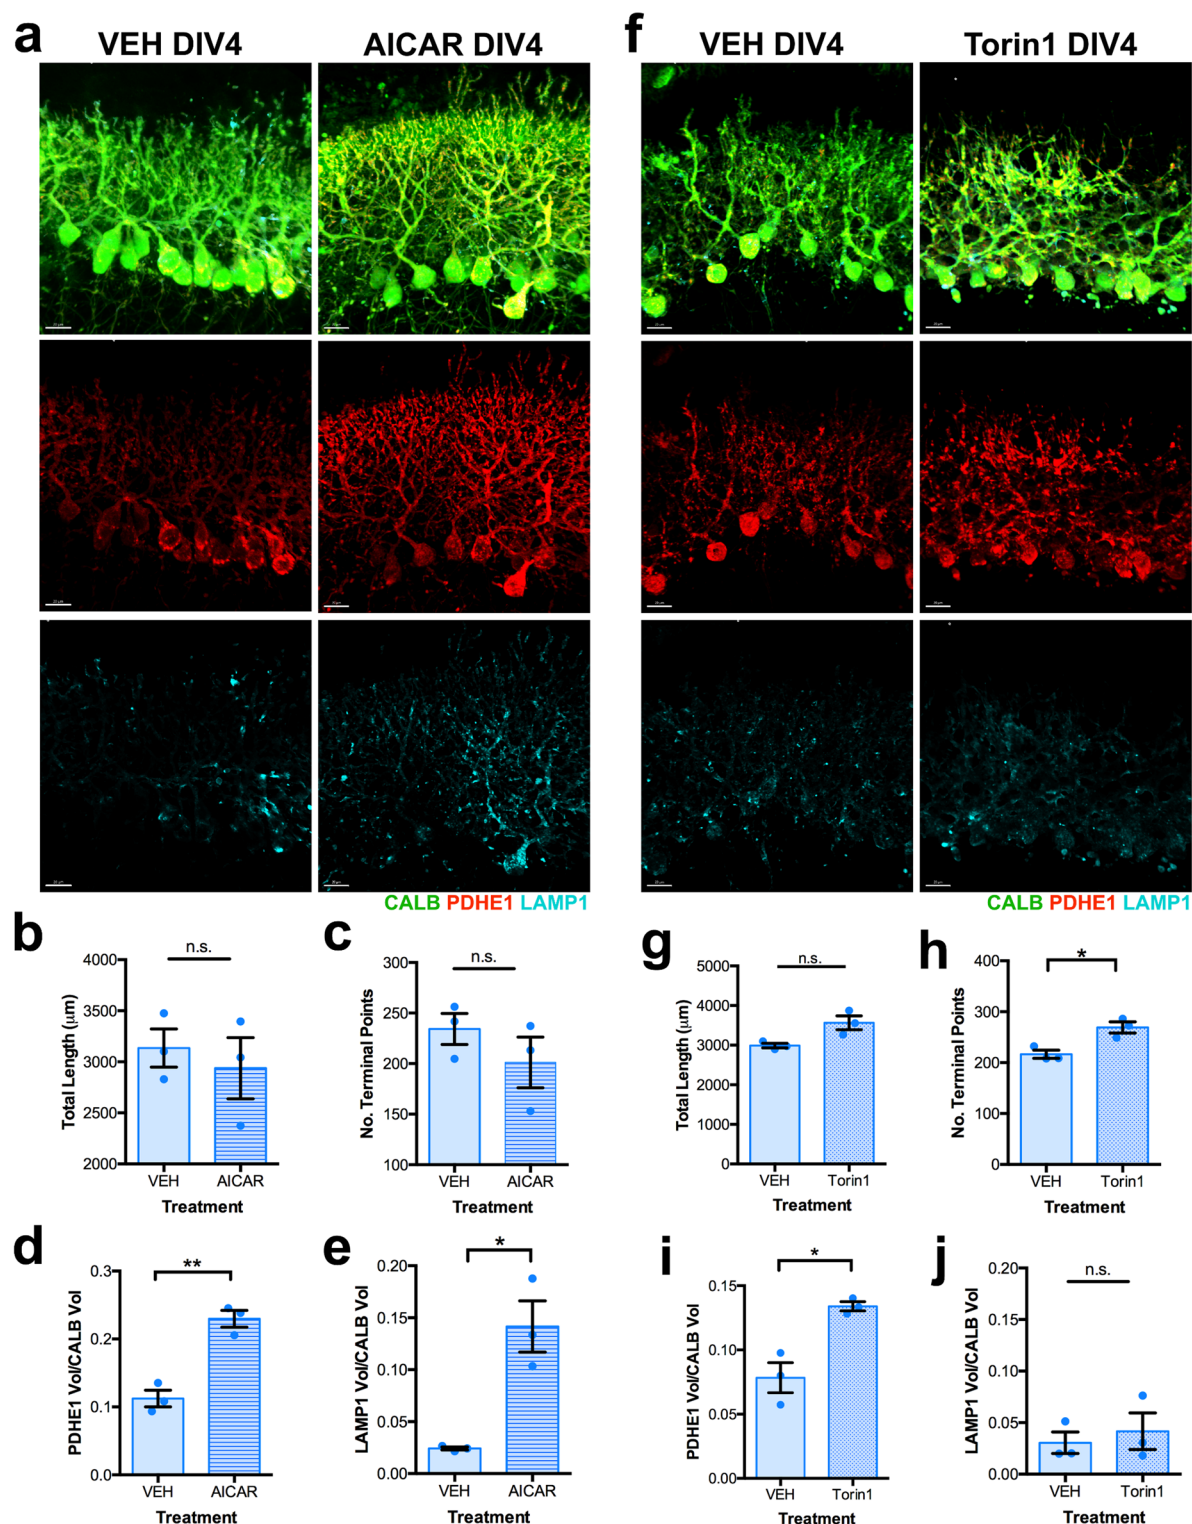 a
VEH DIV4
AICAR DIV4
f
VEH DIV4
Torin1 DIV4
CALB PDHE1 LAMP1
CALB PDHE1 LAMP1
b
n.s.
4000
3500
3000
2500
2000
Total Length (μm)
VEH
AICAR
Treatment
c
n.s.
300
250
200
150
100
No. Terminal Points
VEH
AICAR
Treatment
g
n.s.
5000
4000
3000
2000
1000
0
Total Length (μm)
VEH
Torin1
Treatment
h
*
400
300
200
100
0
No. Terminal Points
VEH
Torin1
Treatment
d
**
0.3
0.2
0.1
0.0
PDHE1 Vol/CALB Vol
VEH
AICAR
Treatment
e
*
0.20
0.15
0.10
0.05
0.00
LAMP1 Vol/CALB Vol
VEH
AICAR
Treatment
i
*
0.15
0.10
0.05
0.00
PDHE1 Vol/CALB Vol
VEH
Torin1
Treatment
j
n.s.
0.20
0.15
0.10
0.05
0.00
LAMP1 Vol/CALB Vol
VEH
Torin1
Treatment